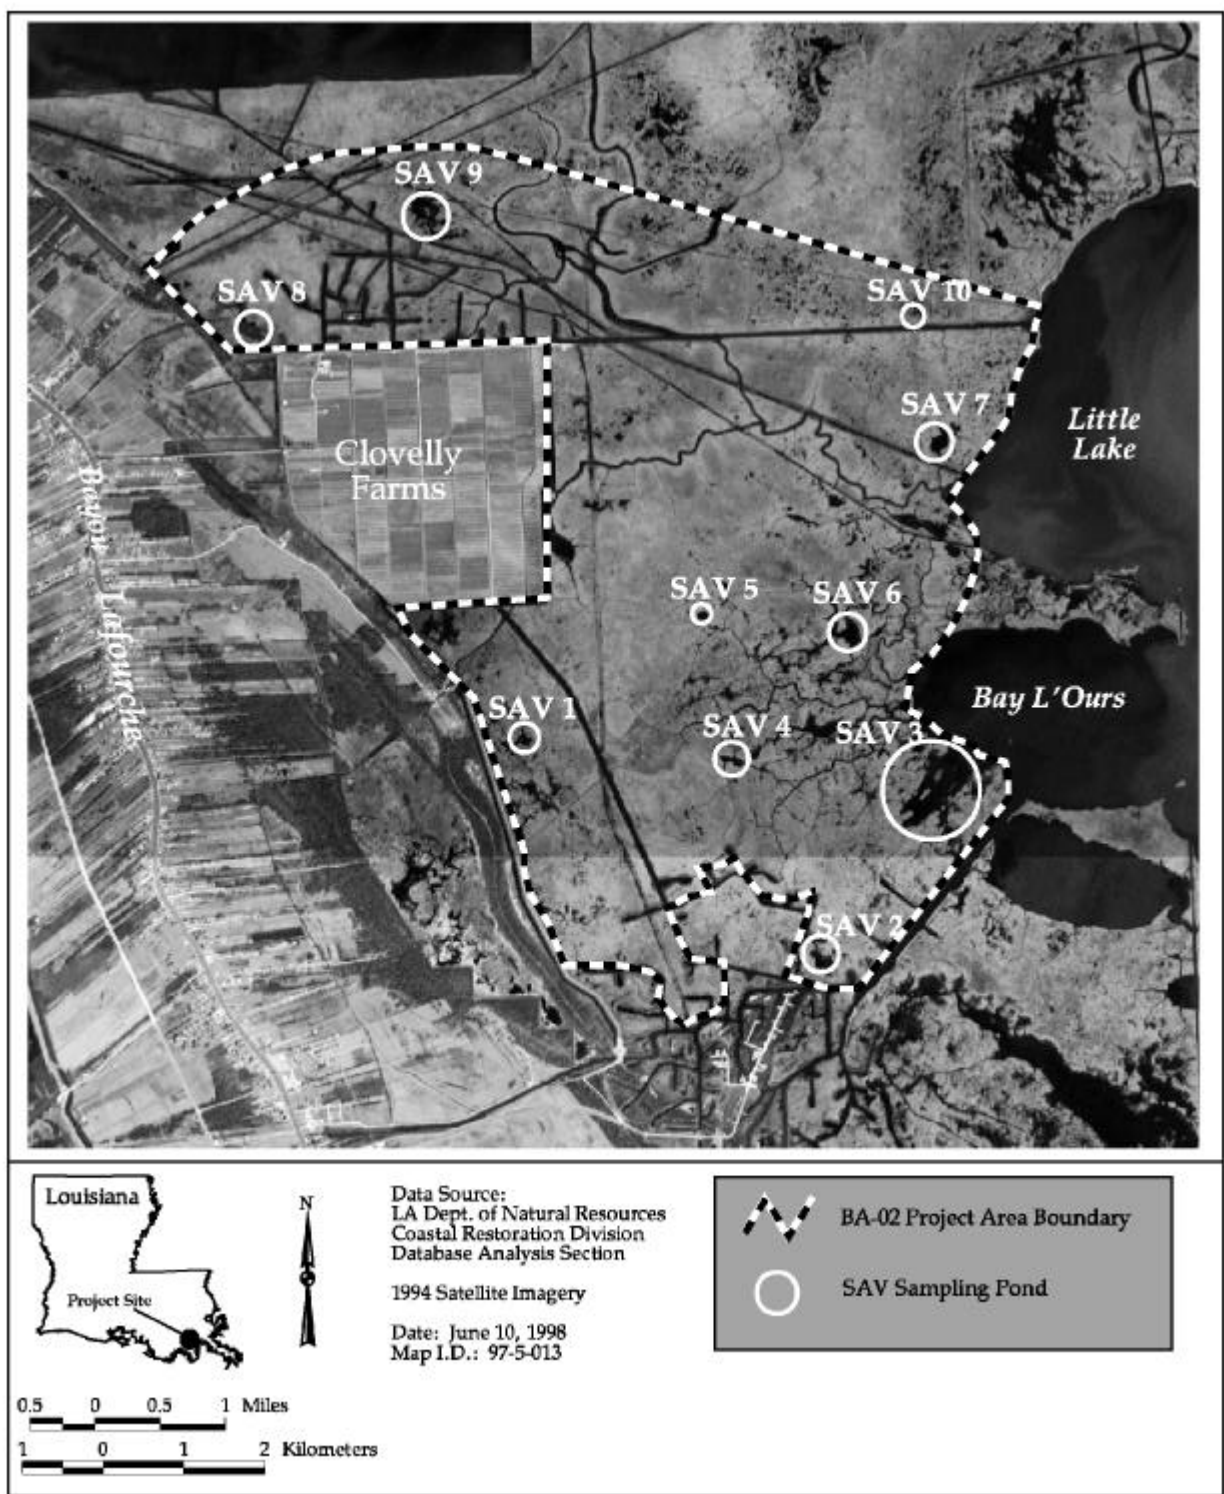 SAV 9
SAV 8
SAV 10
SAV 7
Little
Lake
Clovelly
Farms
Bayou Lafourche
SAV 5
SAV 6
Bay L'Ours
SAV 1
SAV 4
SAV 3
SAV 2
Louisiana
Project Site
N
Data Source:
LA Dept. of Natural Resources
Coastal Restoration Division
Database Analysis Section
1994 Satellite Imagery
Date: June 10, 1998
Map I.D.: 97-5-013
BA-02 Project Area Boundary
SAV Sampling Pond
0.5 0 0.5 1 Miles
1 0 1 2 Kilometers